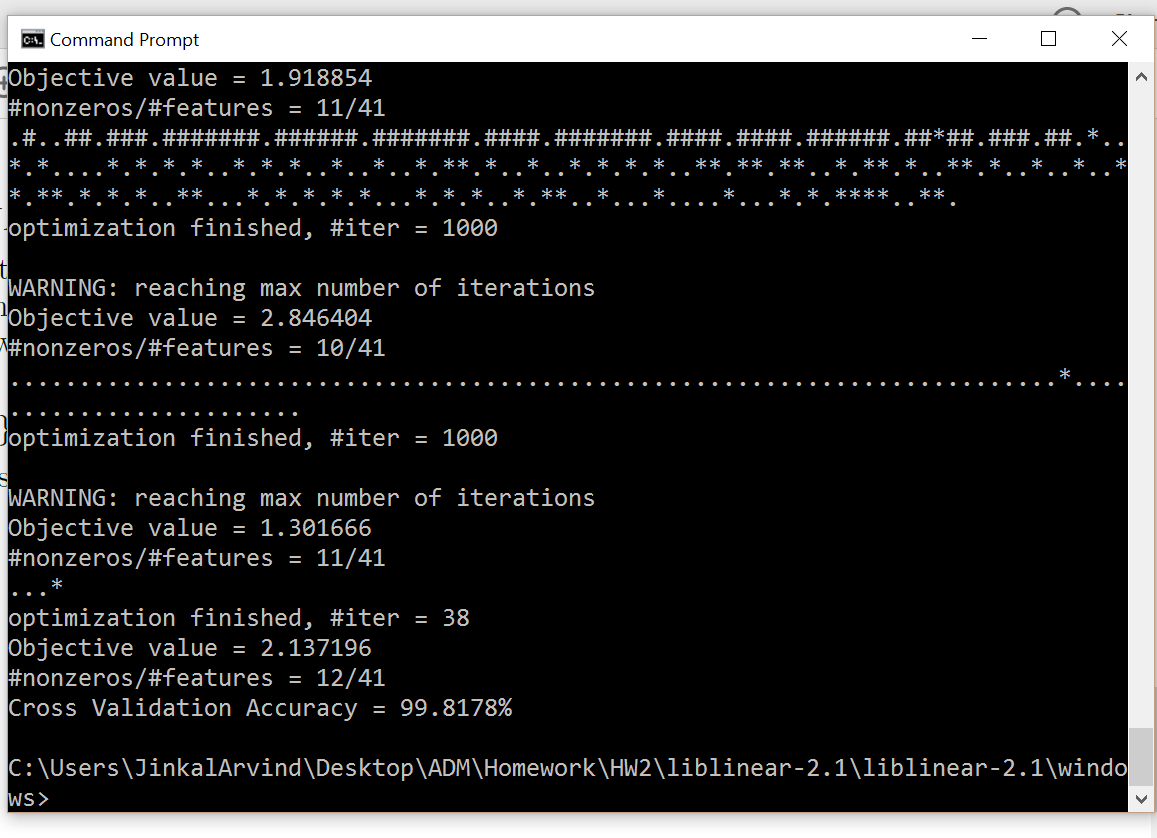 Command Prompt
Objective value = 1.918854
#nonzeros/#features = 11/41
.#..##.###.#######.######.#######.####.#######.####.####.######.##*##.###.##.*..
*.*....*.*.*.*..*.*.*..*..*..*.**.*..*..*.*.*.*..**.**.**..*.**.*..**.*..*..*..*
*.**.*.*.*..**...*.*.*.*.*...*.*.*..*.**..*...*....*...*.*.****..**.
optimization finished, #iter = 1000
WARNING: reaching max number of iterations
Objective value = 2.846404
#nonzeros/#features = 10/41
...........................................................................*....
.....................
optimization finished, #iter = 1000
WARNING: reaching max number of iterations
Objective value = 1.301666
#nonzeros/#features = 11/41
...*
optimization finished, #iter = 38
Objective value = 2.137196
#nonzeros/#features = 12/41
Cross Validation Accuracy = 99.8178%
C:\Users\JinkalArvind\Desktop\ADM\Homework\HW2\liblinear-2.1\liblinear-2.1\windo
ws>